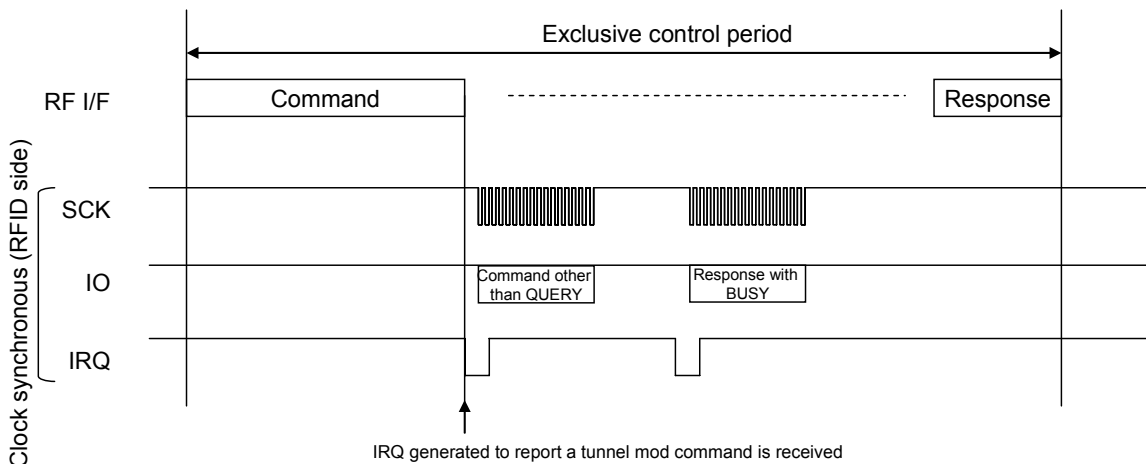 Exclusive control period
RF I/F
Command
Response
Clock synchronous (RFID side)
SCK
IO
Command other
than QUERY
Response with
BUSY
IRQ
IRQ generated to report a tunnel mod command is received